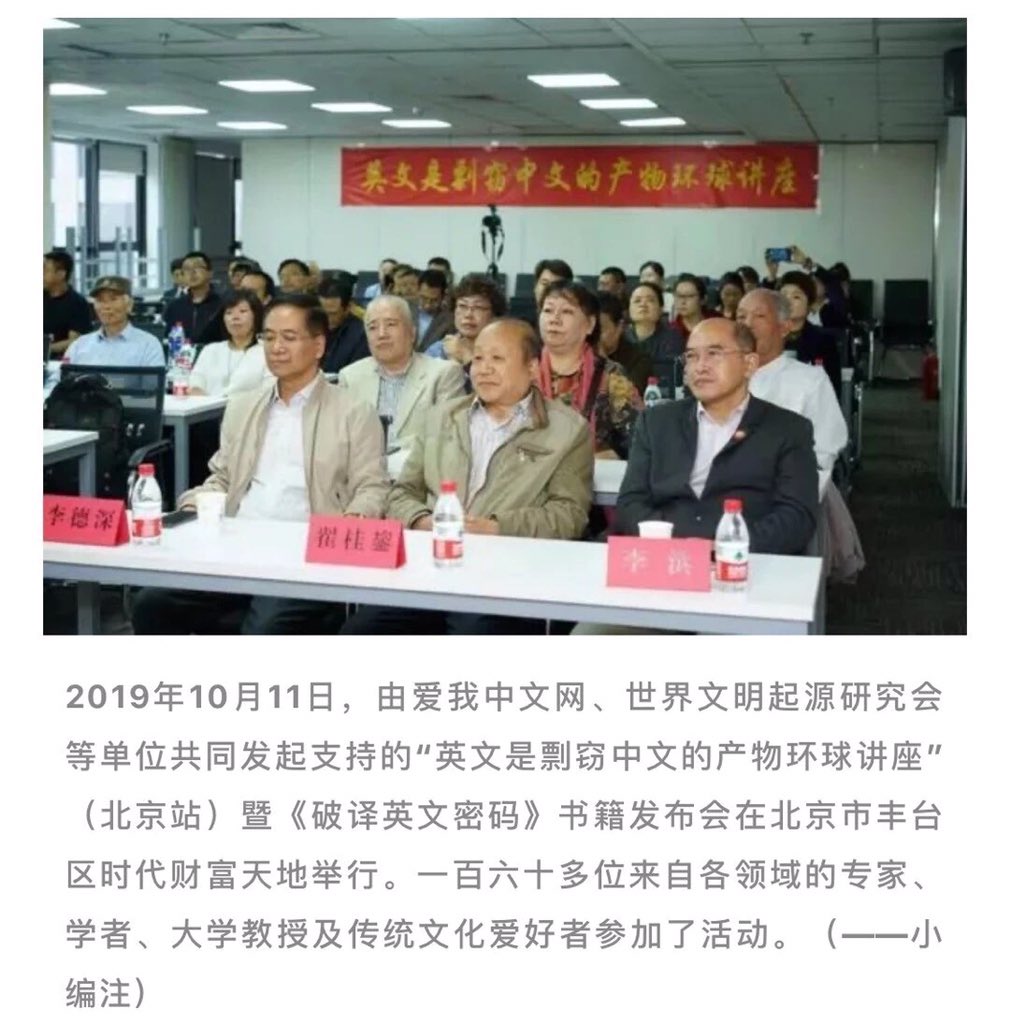 英文是剽窃中文的产物环球讲座
李德深
翟桂鋆
李 洪
2019年10月11日，由爱我中文网、世界文明起源研究会
等单位共同发起支持的“英文是剽窃中文的产物环球讲座”
（北京站）暨《破译英文密码》书籍发布会在北京市丰台
区时代财富天地举行。一百六十多位来自各领域的专家、
学者、大学教授及传统文化爱好者参加了活动。（——小
编注）